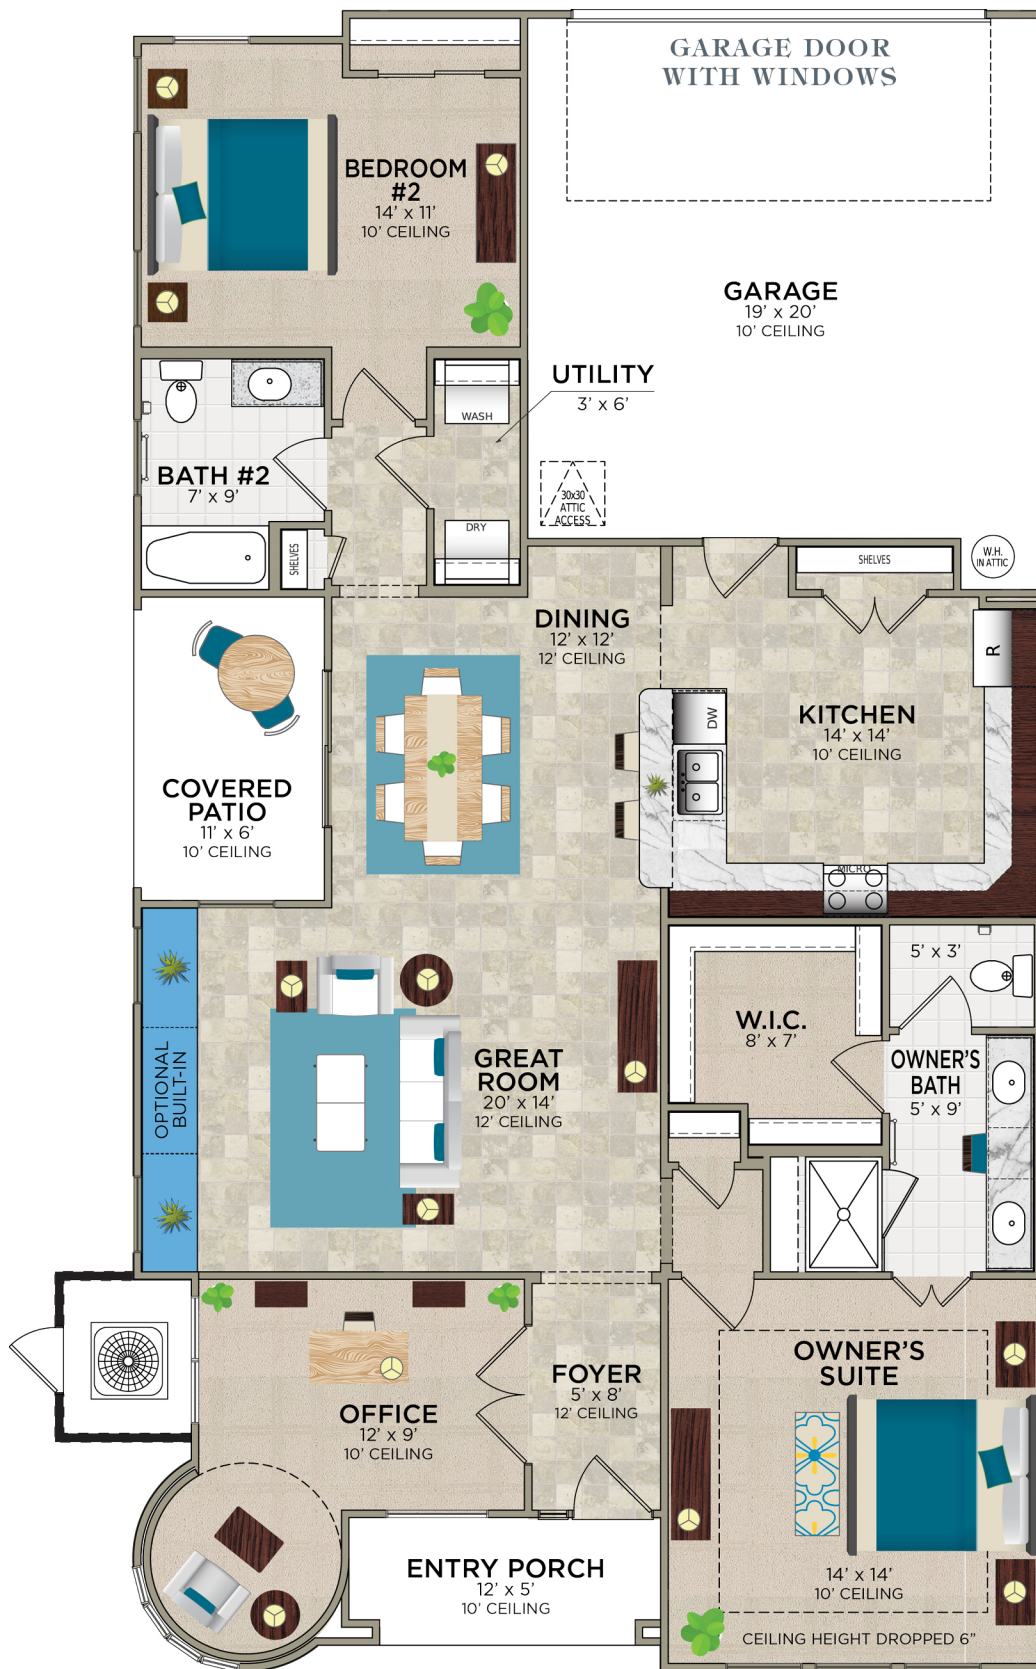 GARAGE DOOR
WITH WINDOWS
BEDROOM
#2
14' x 11'
10' CEILING
GARAGE
19' x 20'
10' CEILING
UTILITY
3' x 6'
WASH
BATH #2
7' x 9'
30x30
ATTIC
ACCESS
DRY
SHELVES
SHELVES
W.H.
IN ATTIC
DINING
12' x 12'
12' CEILING
R
DW
KITCHEN
14' x 14'
10' CEILING
COVERED
PATIO
11' x 6'
10' CEILING
MICRO
5' x 3'
W.I.C.
8' x 7'
OWNER'S
BATH
5' x 9'
OPTIONAL
BUILT-IN
GREAT
ROOM
20' x 14'
12' CEILING
OWNER'S
SUITE
FOYER
5' x 8'
12' CEILING
OFFICE
12' x 9'
10' CEILING
ENTRY PORCH
12' x 5'
10' CEILING
14' x 14'
10' CEILING
CEILING HEIGHT DROPPED 6"